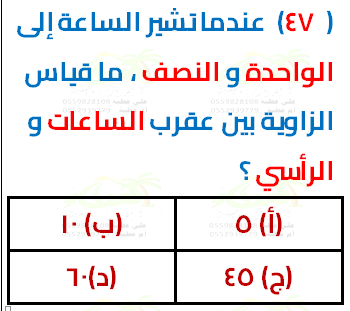 (٤٧) عندما تشير الساعة إلى
الواحدة و النصف ، ما قياس
الزاوية بين عقرب الساعات و
الرأسي ؟
(أ) ٥
(ب) ١٠
(ج) ٤٥
(د) ٦٠